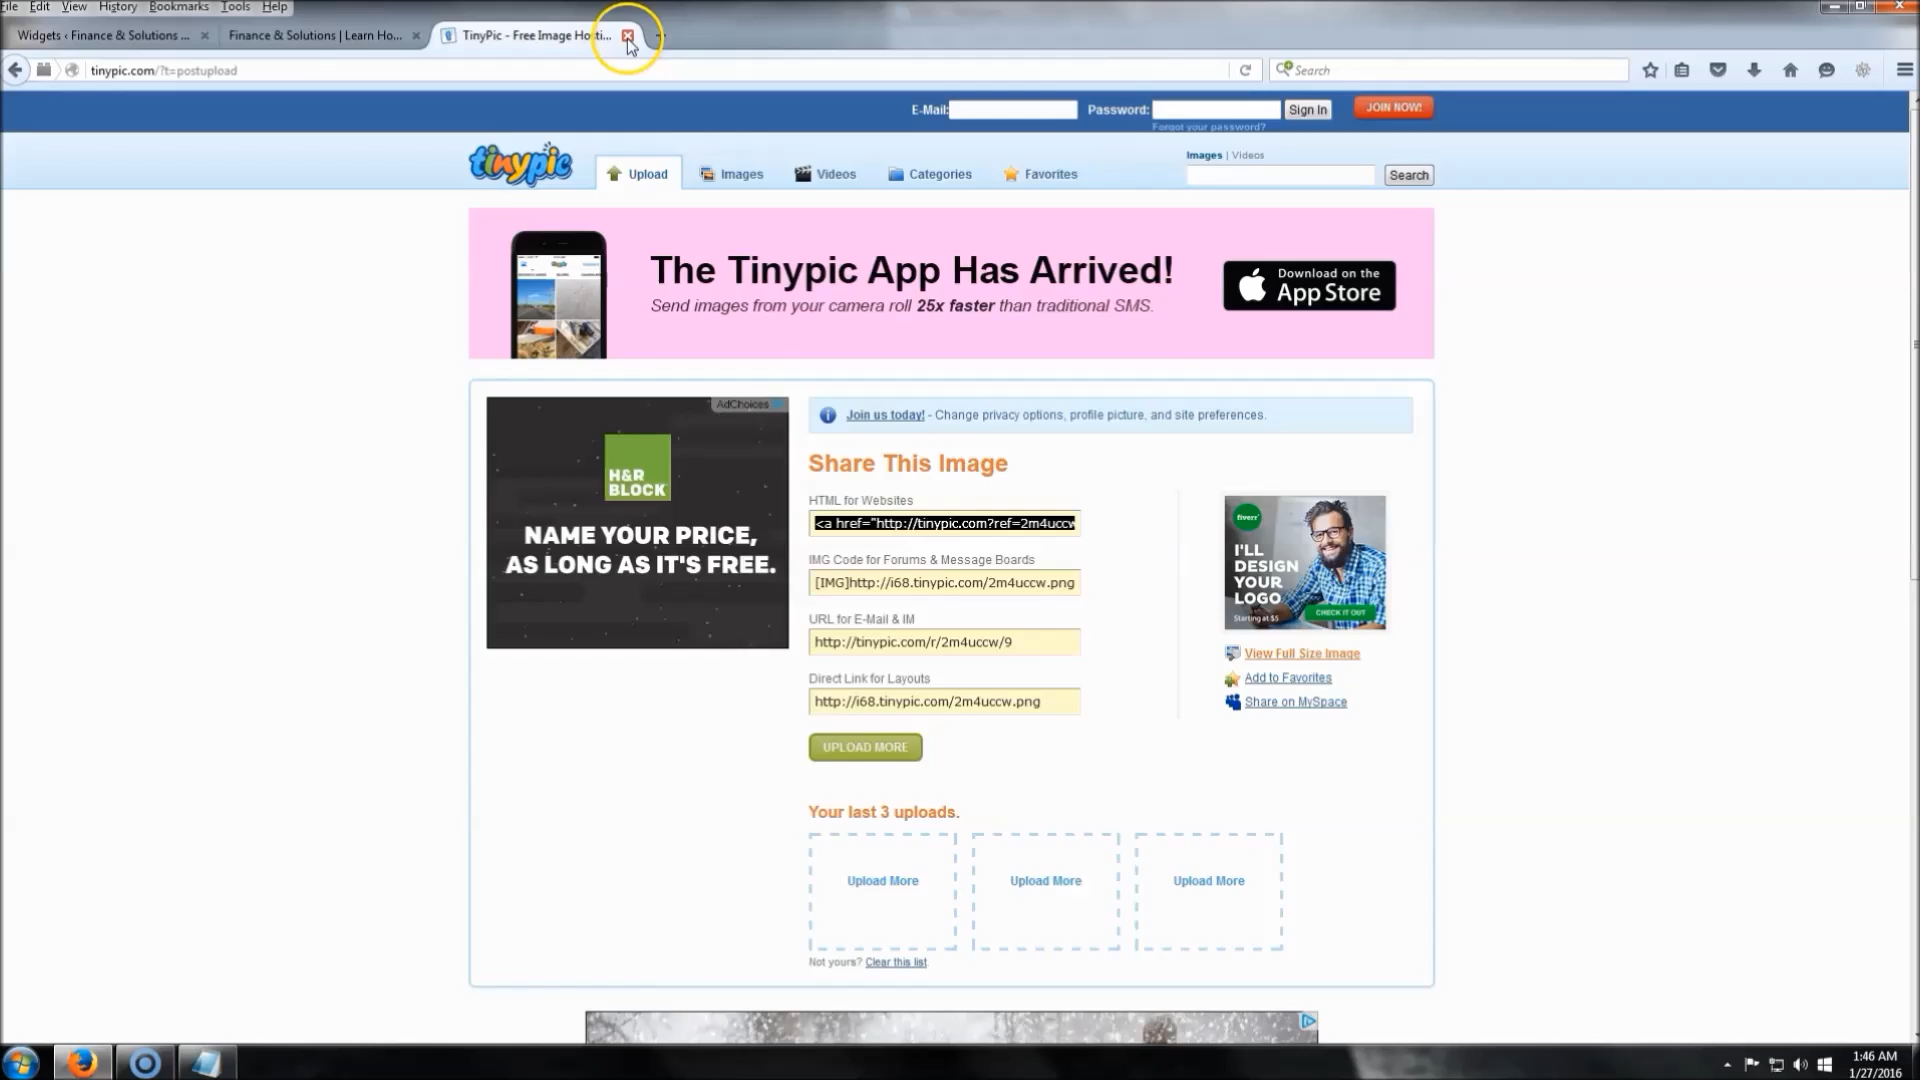 File Edit View History Bookmarks Tools Help
Widgets ‹ Finance & Solutions ...
Finance & Solutions | Learn Ho...
TinyPic - Free Image Hosti...
tinypic.com/?t=postupload
Search
E-Mail:
Password:
Sign In
JOIN NOW!
Forgot your password?
tinypic
Upload
Images
Videos
Categories
Favorites
Images | Videos
Search
The Tinypic App Has Arrived!
Send images from your camera roll 25x faster than traditional SMS.
Download on the
App Store
AdChoices
H&R
BLOCK
NAME YOUR PRICE,
AS LONG AS IT'S FREE.
Join us today! - Change privacy options, profile picture, and site preferences.
Share This Image
HTML for Websites
<a href="http://tinypic.com?ref=2m4uccw
IMG Code for Forums & Message Boards
[IMG]http://i68.tinypic.com/2m4uccw.png
URL for E-Mail & IM
http://tinypic.com/r/2m4uccw/9
Direct Link for Layouts
http://i68.tinypic.com/2m4uccw.png
UPLOAD MORE
fiverr
I'LL
DESIGN
YOUR
LOGO
Starting at $5
CHECK IT OUT
View Full Size Image
Add to Favorites
Share on MySpace
Your last 3 uploads.
Upload More
Upload More
Upload More
Not yours? Clear this list.
1:46 AM
1/27/2016